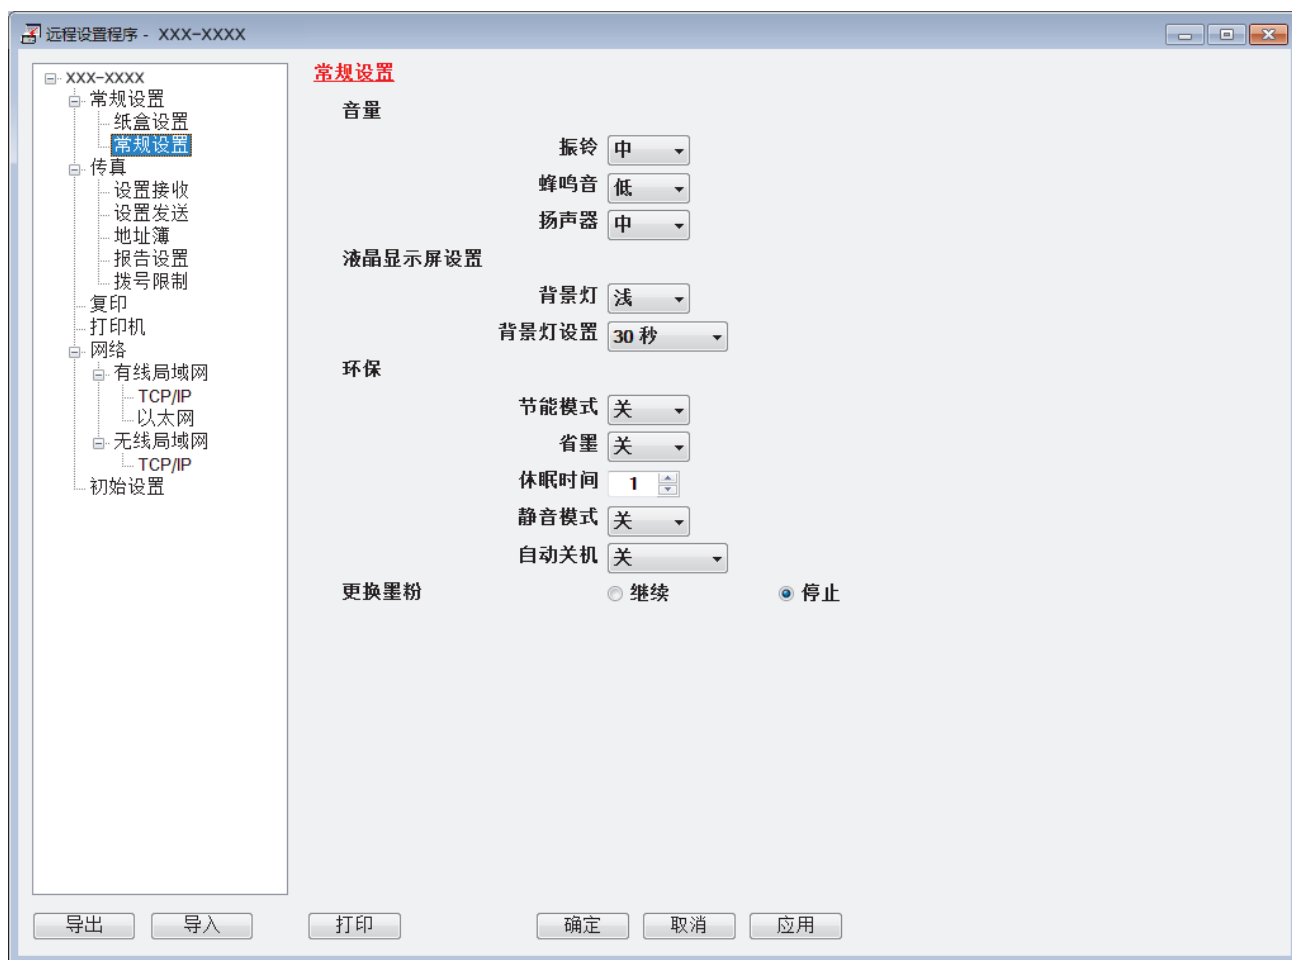 远程设置程序 - XXX-XXXX
XXX-XXXX
常规设置
纸盒设置
常规设置
传真
设置接收
设置发送
地址簿
报告设置
拨号限制
复印
打印机
网络
有线局域网
TCP/IP
以太网
无线局域网
TCP/IP
初始设置
常规设置
音量
振铃 中
蜂鸣音 低
扬声器 中
液晶显示屏设置
背景灯 浅
背景灯设置 30 秒
环保
节能模式 关
省墨 关
休眠时间 1
静音模式 关
自动关机 关
更换墨粉 继续 停止
导出 导入 打印 确定 取消 应用